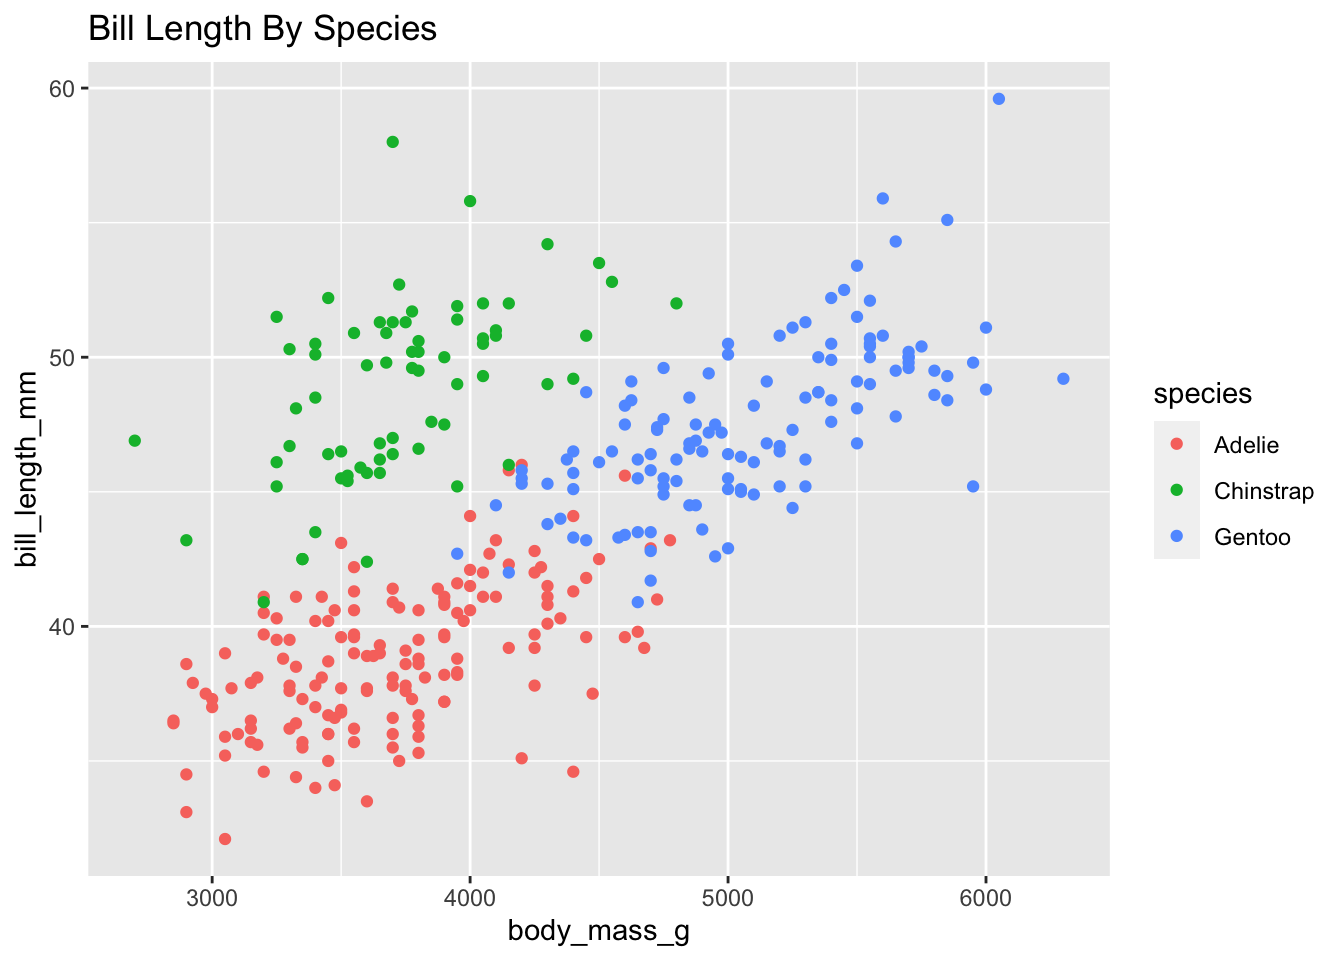 Bill Length By Species
60
50
40
bill_length_mm
3000
4000
5000
6000
body_mass_g
species
Adelie
Chinstrap
Gentoo